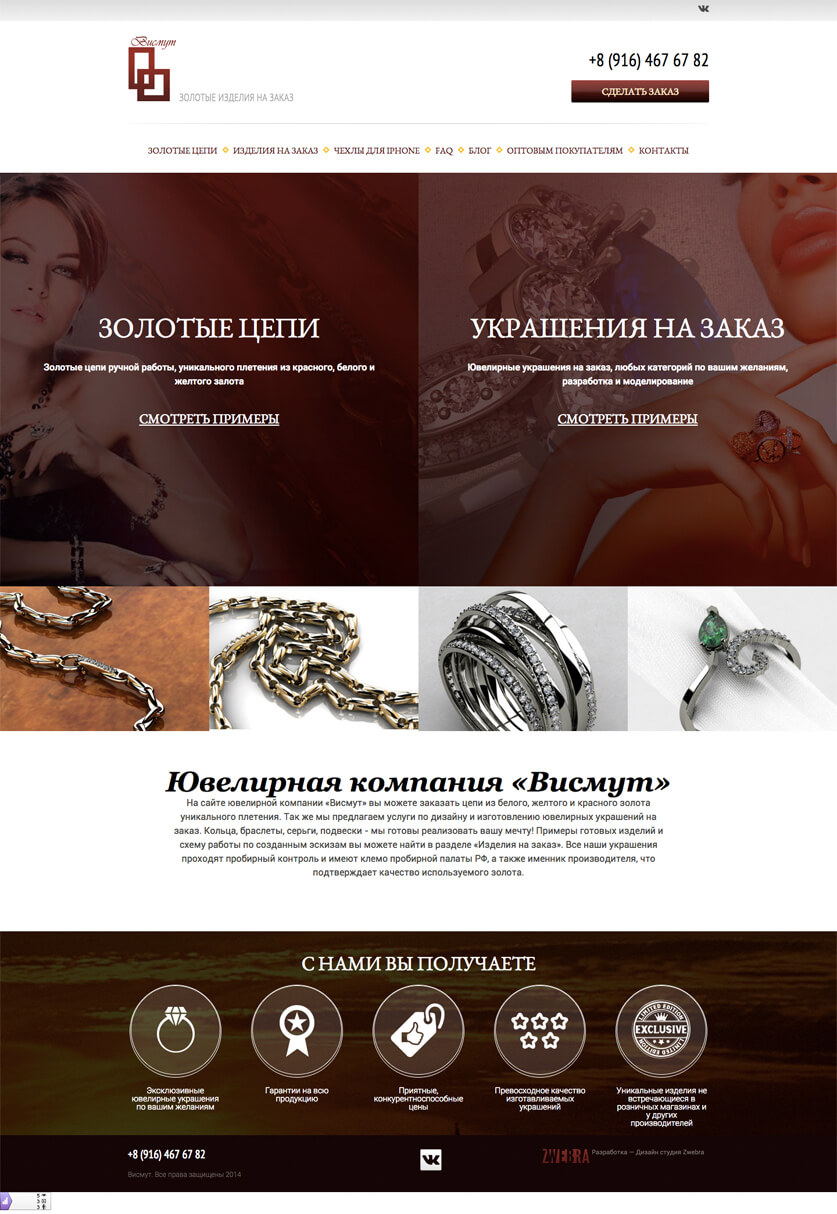 Висмут
ЗОЛОТЫЕ ИЗДЕЛИЯ НА ЗАКАЗ
+8 (916) 467 67 82
СДЕЛАТЬ ЗАКАЗ
ЗОЛОТЫЕ ЦЕПИ ИЗДЕЛИЯ НА ЗАКАЗ ЧЕХЛЫ ДЛЯ IPHONE FAQ БЛОГ ОПТОВЫМ ПОКУПАТЕЛЯМ КОНТАКТЫ
ЗОЛОТЫЕ ЦЕПИ
Золотые цепи ручной работы, уникального плетения из красного, белого и
желтого залота
СМОТРЕТЬ ПРИМЕРЫ
УКРАШЕНИЯ НА ЗАКАЗ
Ювелирные украшения на заказ, любых категорий по вашим желаниям,
разработка и моделирование
СМОТРЕТЬ ПРИМЕРЫ
Ювелирная компания «Висмут»
На сайте ювелирной компании «Висмут» вы можете заказать цепи из белого, желтого и красного золота
уникального плетения. Так же мы предлагаем услуги по дизайну и изготовлению ювелирных украшений на
заказ. Кольца, браслеты, серьги, подвески - мы готовы реализовать вашу мечту! Примеры готовых изделий и
схему работы по созданным эскизам вы можете найти в разделе «Изделия на заказ». Все наши украшения
проходят пробирный контроль и имеют клемо пробирной палаты РФ, а также именник производителя, что
подтверждает качество используемого золота.
С НАМИ ВЫ ПОЛУЧАЕТЕ
LIMITED EDITION
EXCLUSIVE
LIMITED EDITION
Эксклюзивные
ювелирные украшения
по вашим желаниям
Гарантии на всю
продукцию
Приятные,
конкурентноспособные
цены
Превосходное качество
изготавливаемых
украшений
Уникальные изделия не
встречающиеся в
розничных магазинах и
у других
производителей
+8 (916) 467 67 82
Висмут. Все права защищены 2014
ZWEBRA
Разработка — Дизайн студия Zwebra